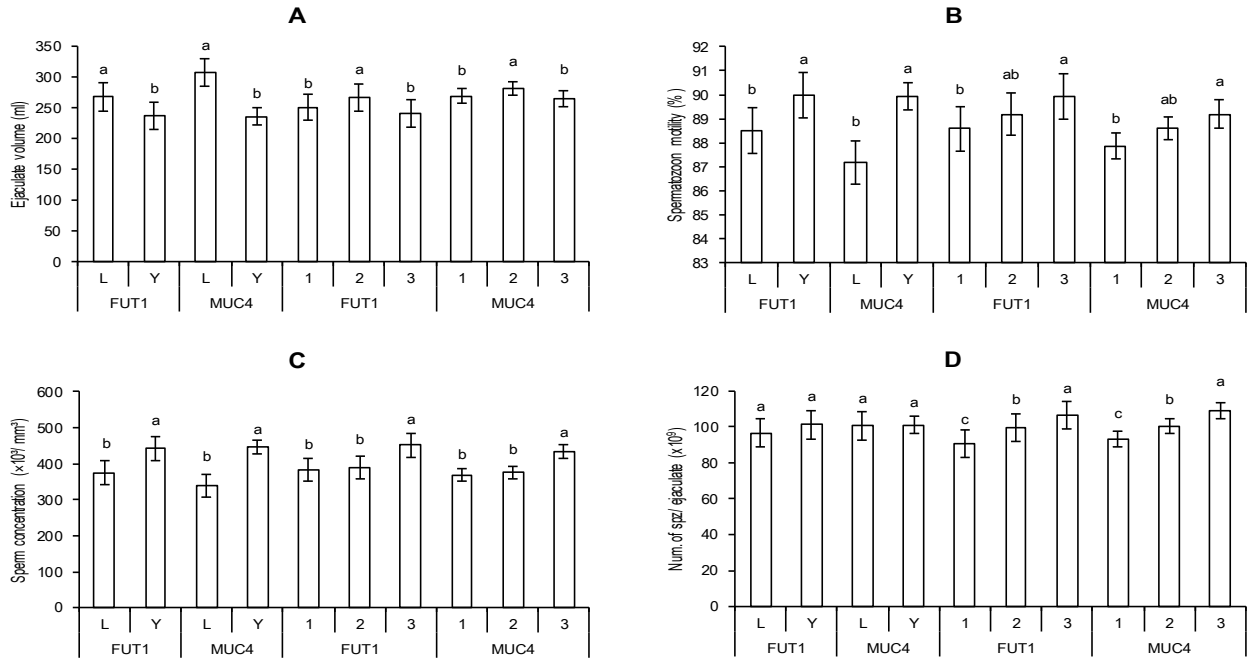 A
Ejaculate volume (ml)
350
300
250
200
150
100
50
0
a b a b b a b b a b
L Y L Y 1 2 3 1 2 3
FUT1 MUC4 FUT1 MUC4
B
Spermatozoon motility (%)
92
91
90
89
88
87
86
85
84
83
b a b a b ab a b ab a
L Y L Y 1 2 3 1 2 3
FUT1 MUC4 FUT1 MUC4
C
Sperm concentration (×10³/ mm³)
600
500
400
300
200
100
0
b a b a b b a b b a
L Y L Y 1 2 3 1 2 3
FUT1 MUC4 FUT1 MUC4
D
Num. of spz/ ejaculate (×10⁹)
120
100
80
60
40
20
0
a a a a c b a c b a
L Y L Y 1 2 3 1 2 3
FUT1 MUC4 FUT1 MUC4